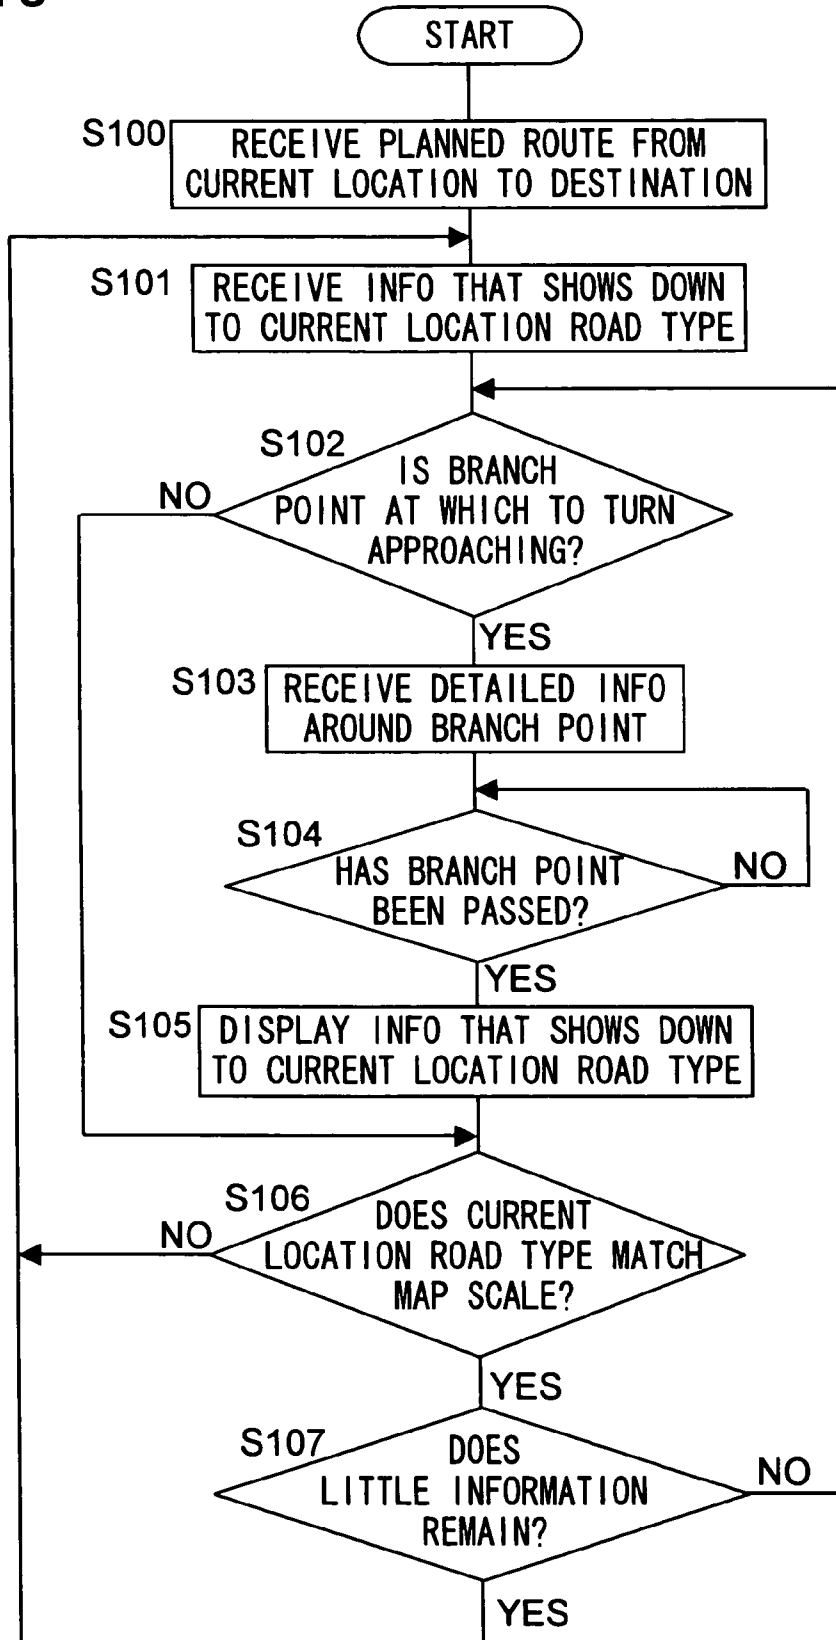 START
S100
RECEIVE PLANNED ROUTE FROM
CURRENT LOCATION TO DESTINATION
S101
RECEIVE INFO THAT SHOWS DOWN
TO CURRENT LOCATION ROAD TYPE
S102
IS BRANCH
POINT AT WHICH TO TURN
APPROACHING?
NO
YES
S103
RECEIVE DETAILED INFO
AROUND BRANCH POINT
S104
HAS BRANCH POINT
BEEN PASSED?
NO
YES
S105
DISPLAY INFO THAT SHOWS DOWN
TO CURRENT LOCATION ROAD TYPE
S106
DOES CURRENT
LOCATION ROAD TYPE MATCH
MAP SCALE?
NO
YES
S107
DOES
LITTLE INFORMATION
REMAIN?
NO
YES